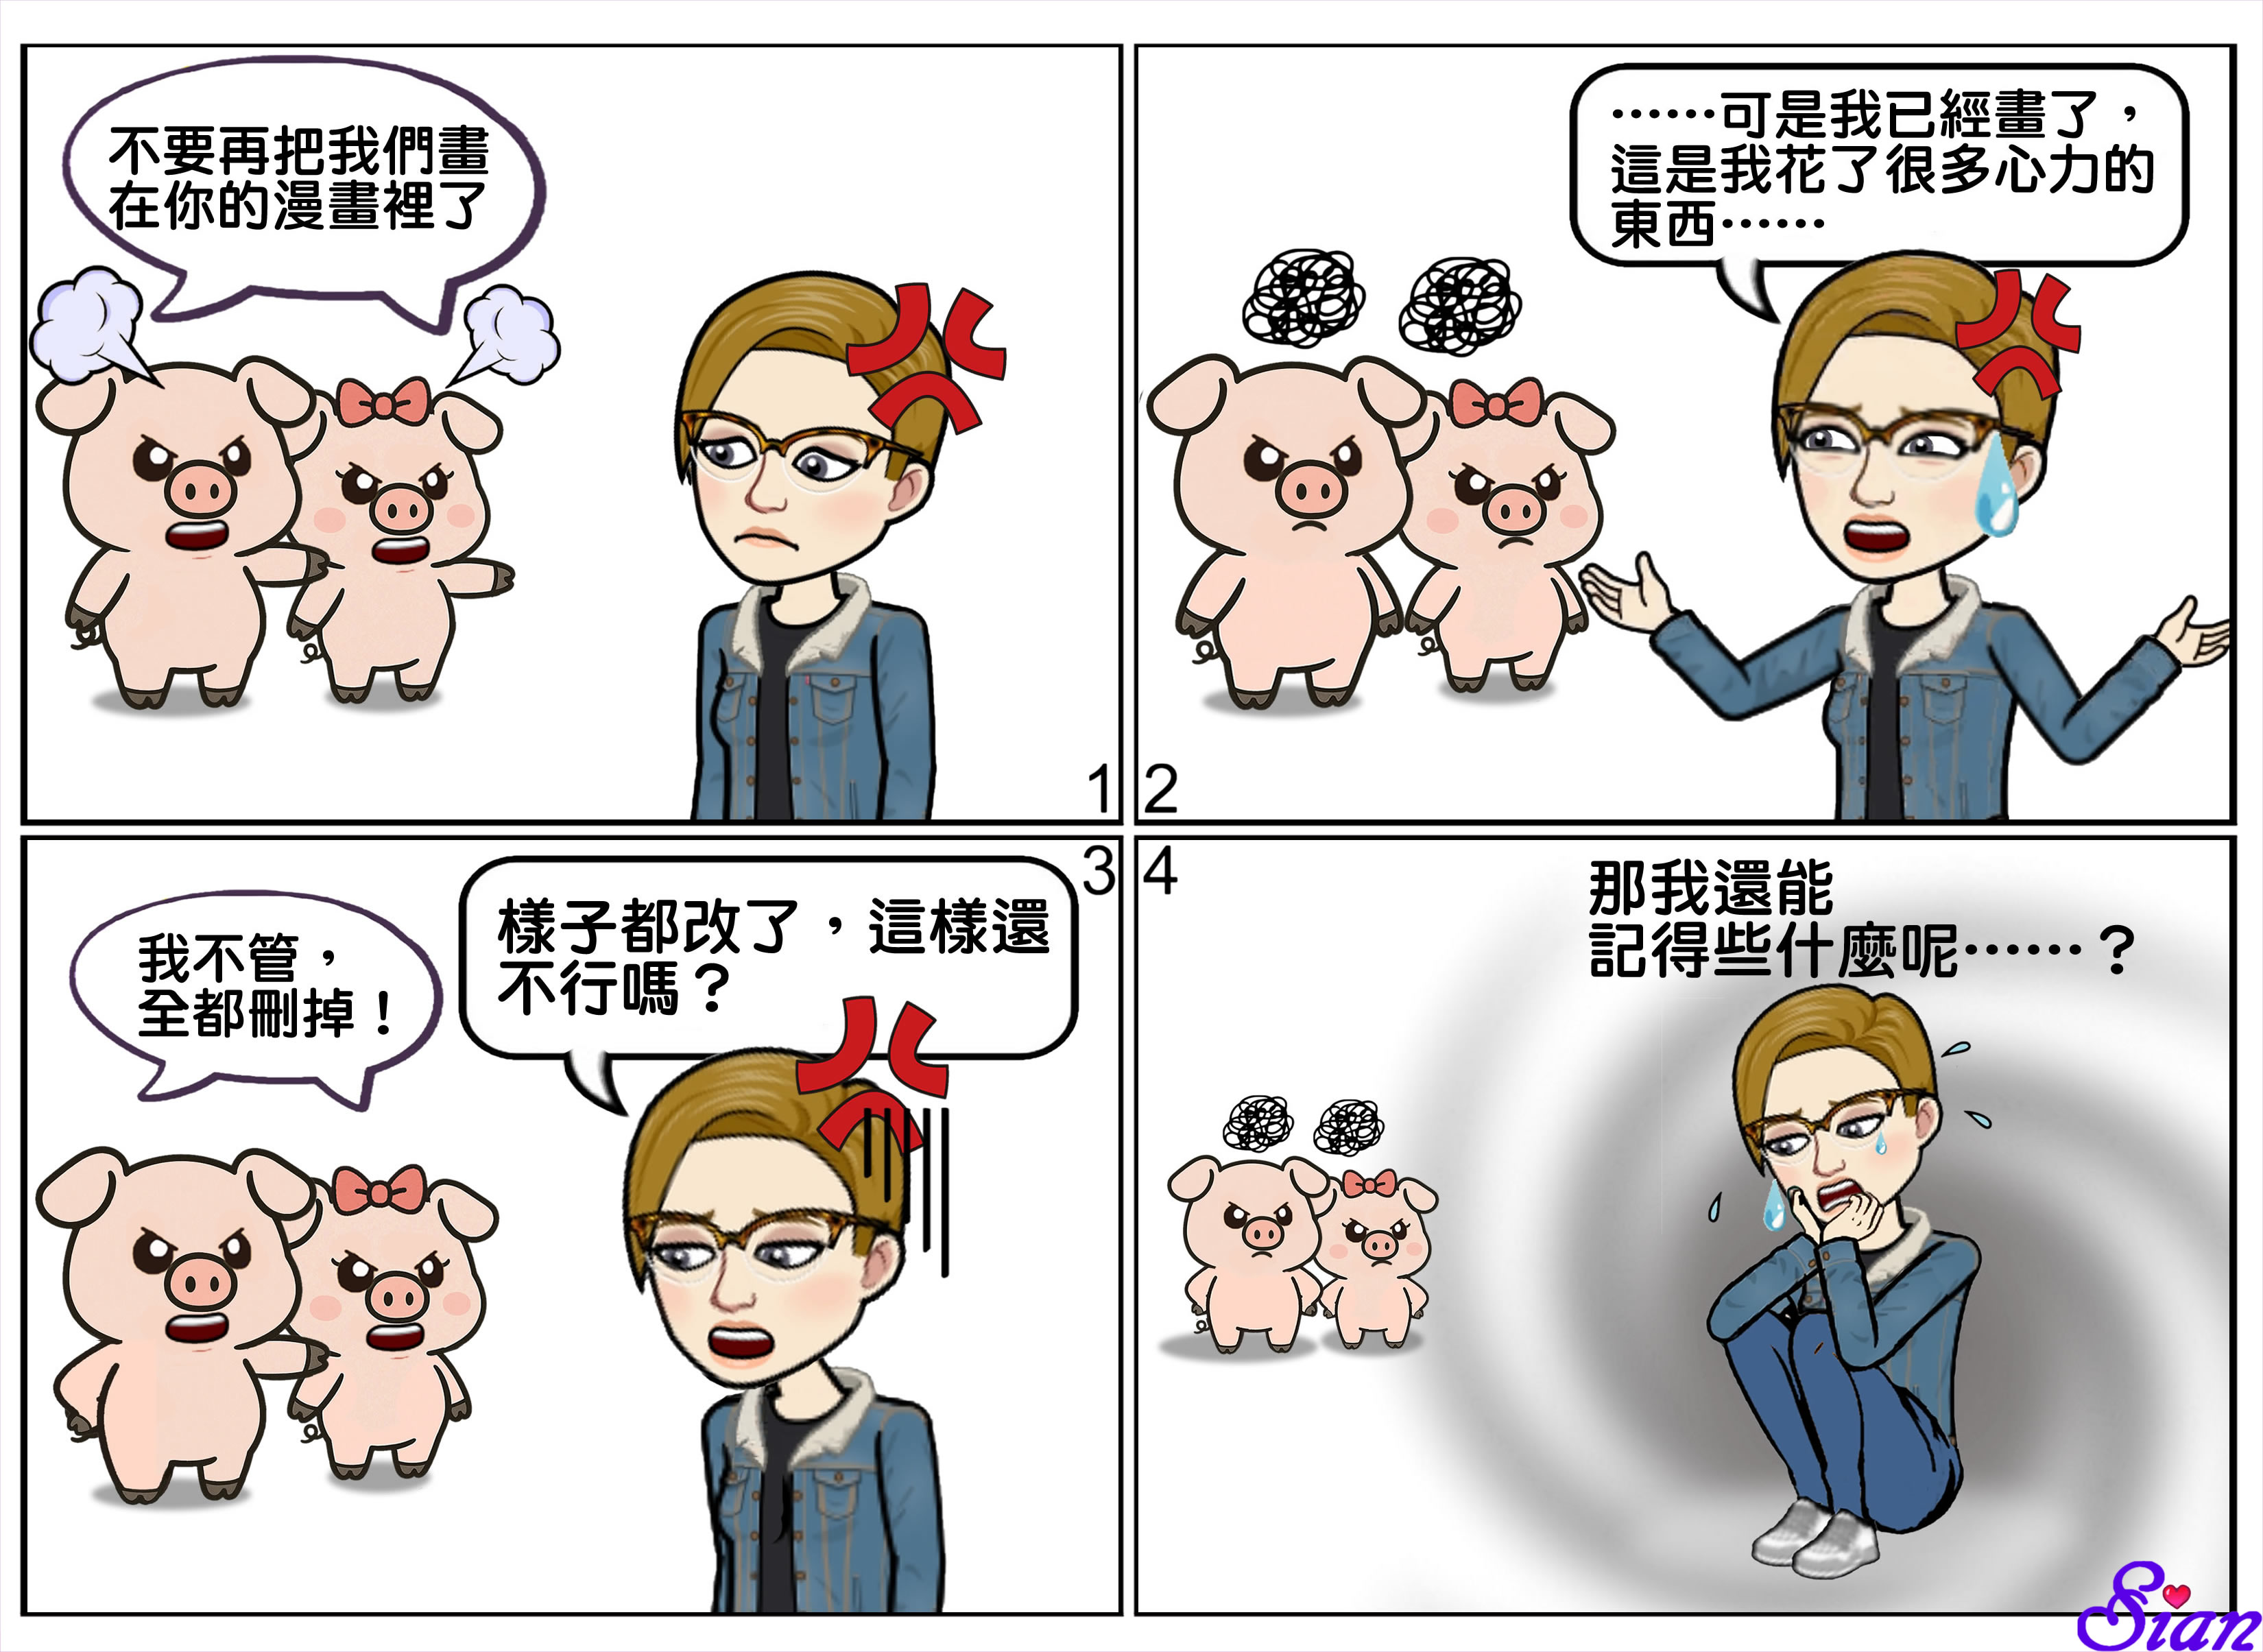 不要再把我們畫
在你的漫畫裡了
1
……可是我已經畫了，
這是我花了很多心力的
東西……
2
我不管，
全都刪掉！
樣子都改了，這樣還
不行嗎？
3
4
那我還能
記得些什麼呢……？
Sian